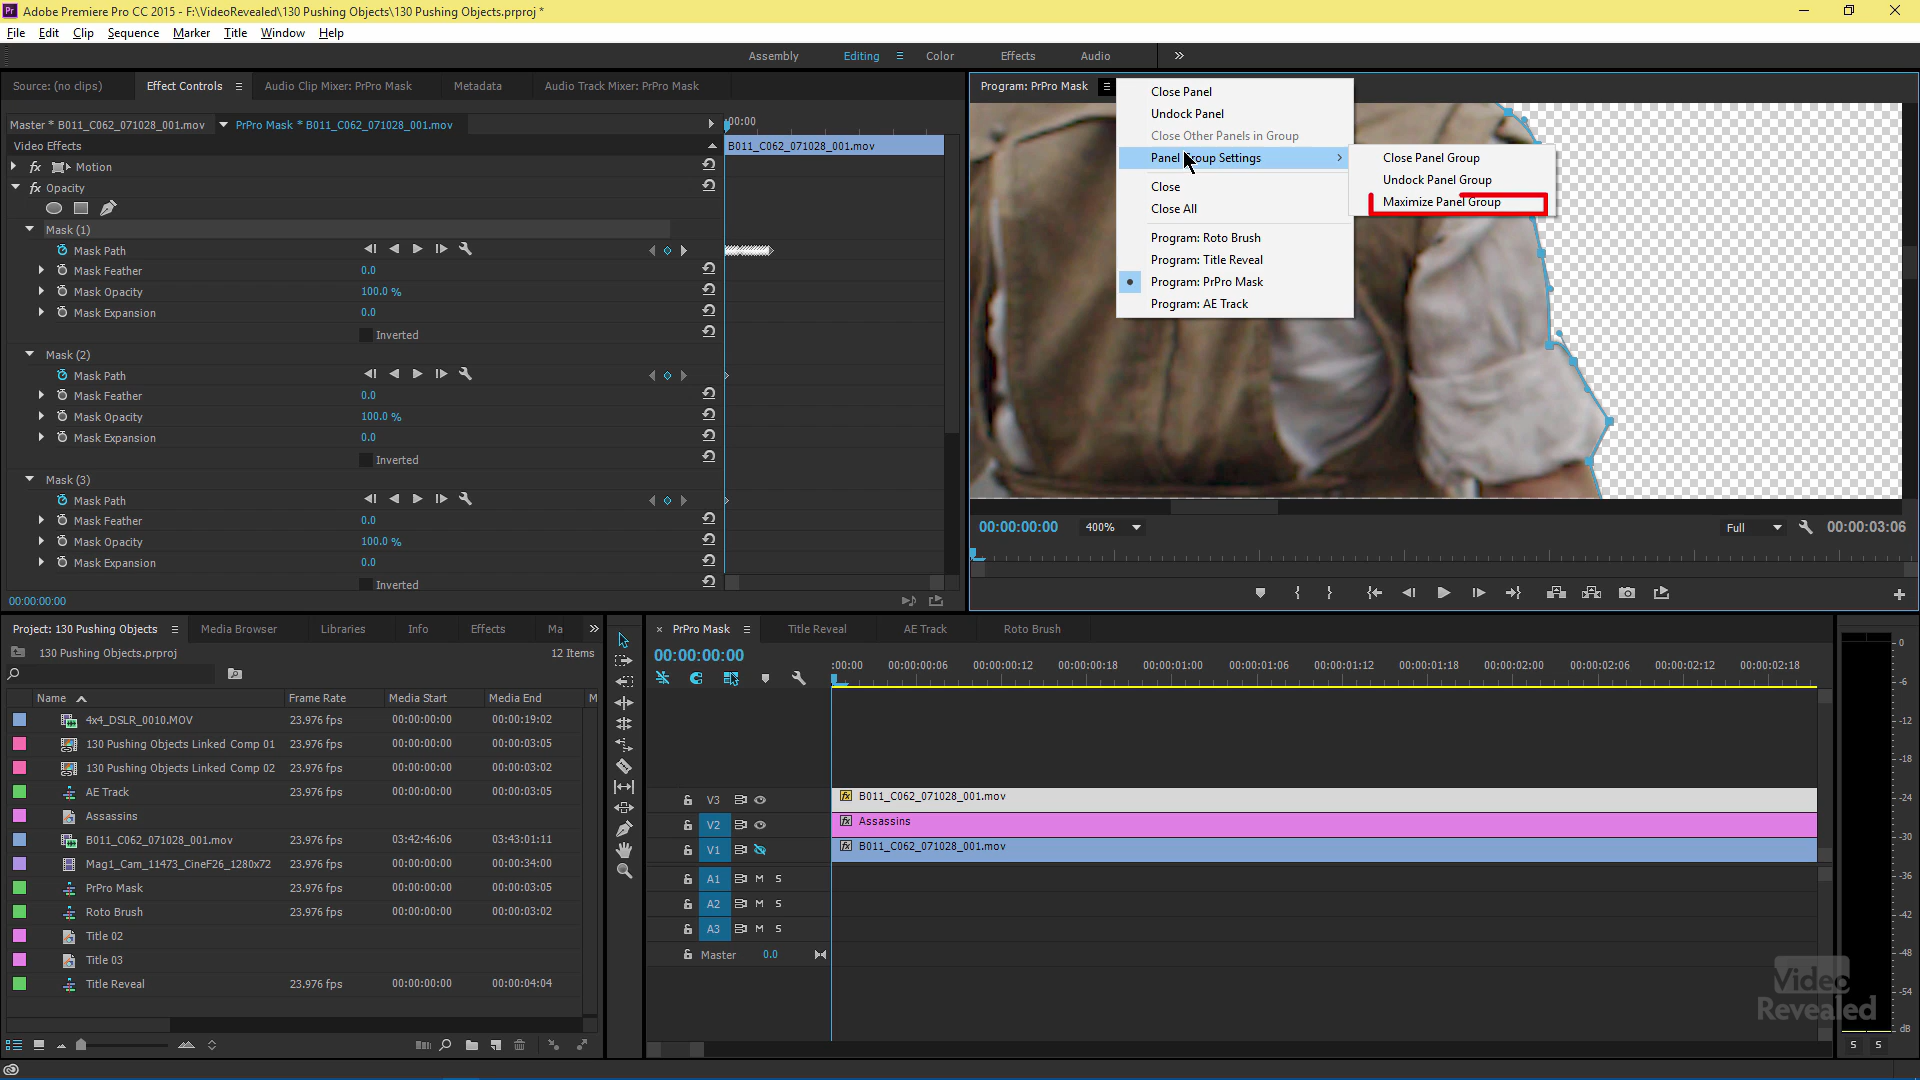 Adobe Premiere Pro CC 2015 - F:\VideoRevealed\130 Pushing Objects\130 Pushing Objects.prproj *
File Edit Clip Sequence Marker Title Window Help
Assembly Editing Color Effects Audio
Source: (no clips) Effect Controls Audio Clip Mixer: PrPro Mask Metadata Audio Track Mixer: PrPro Mask
Master * B011_C062_071028_001.mov PrPro Mask * B011_C062_071028_001.mov
:00:00
Video Effects
B011_C062_071028_001.mov
fx Motion
fx Opacity
Mask (1)
Mask Path
Mask Feather 0.0
Mask Opacity 100.0 %
Mask Expansion 0.0
Inverted
Mask (2)
Mask Path
Mask Feather 0.0
Mask Opacity 100.0 %
Mask Expansion 0.0
Inverted
Mask (3)
Mask Path
Mask Feather 0.0
Mask Opacity 100.0 %
Mask Expansion 0.0
Inverted
00:00:00:00
Program: PrPro Mask
Close Panel
Undock Panel
Close Other Panels in Group
Panel Group Settings
Close
Close All
Program: Roto Brush
Program: Title Reveal
Program: PrPro Mask
Program: AE Track
Close Panel Group
Undock Panel Group
Maximize Panel Group
00:00:00:00 400% Full 00:00:03:06
Project: 130 Pushing Objects Media Browser Libraries Info Effects Ma
130 Pushing Objects.prproj 12 Items
Name Frame Rate Media Start Media End M
4x4_DSLR_0010.MOV 23.976 fps 00:00:00:00 00:00:19:02
130 Pushing Objects Linked Comp 01 23.976 fps 00:00:00:00 00:00:03:05
130 Pushing Objects Linked Comp 02 23.976 fps 00:00:00:00 00:00:03:02
AE Track 23.976 fps 00:00:00:00 00:00:03:05
Assassins
B011_C062_071028_001.mov 23.976 fps 03:42:46:06 03:43:01:11
Mag1_Cam_11473_CineF26_1280x72 23.976 fps 00:00:00:00 00:00:34:00
PrPro Mask 23.976 fps 00:00:00:00 00:00:03:05
Roto Brush 23.976 fps 00:00:00:00 00:00:03:02
Title 02
Title 03
Title Reveal 23.976 fps 00:00:00:00 00:00:04:04
× PrPro Mask Title Reveal AE Track Roto Brush
00:00:00:00
:00:00 00:00:00:06 00:00:00:12 00:00:00:18 00:00:01:00 00:00:01:06 00:00:01:12 00:00:01:18 00:00:02:00 00:00:02:06 00:00:02:12 00:00:02:18
V3 fx B011_C062_071028_001.mov
V2 fx Assassins
V1 fx B011_C062_071028_001.mov
A1 M S
A2 M S
A3 M S
Master 0.0
0
-6
-12
-18
-24
-30
-36
-42
-48
-54
dB
S S
Video
Revealed